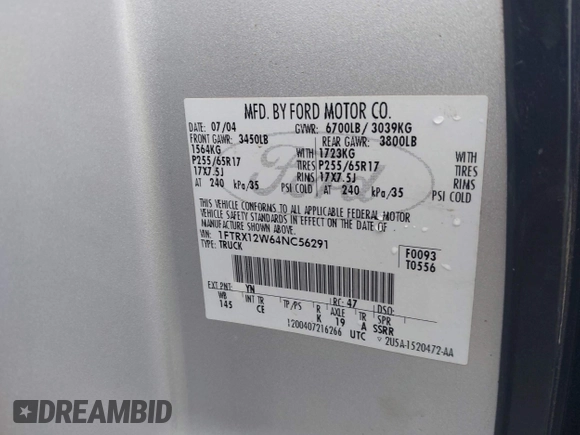 MFD. BY FORD MOTOR CO.
DATE: 07/04 GVWR: 6700LB/ 3039KG
FRONT GAWR: 3450LB REAR GAWR: 3800LB
1564KG WITH 1723KG WITH
P255/65R17 TIRES P255/65R17 TIRES
17X7.5J RIMS 17X7.5J RIMS
AT 240 kPa/35 PSI COLD AT 240 kPa/35 PSI COLD
THIS VEHICLE CONFORMS TO ALL APPLICABLE FEDERAL MOTOR
VEHICLE SAFETY STANDARDS IN EFFECT ON THE DATE OF
MANUFACTURE SHOWN ABOVE.
VIN: 1FTRX12W64NC56291
TYPE: TRUCK
F0093
T0556
EXT PNT: YN RC: 47 DSO:
WB INT TR TP/PS R AXLE TR SPR
145 CE K 19 A SSRR
1200407216266 UTC 2U5A-1520472-AA
Ford
DREAMBID